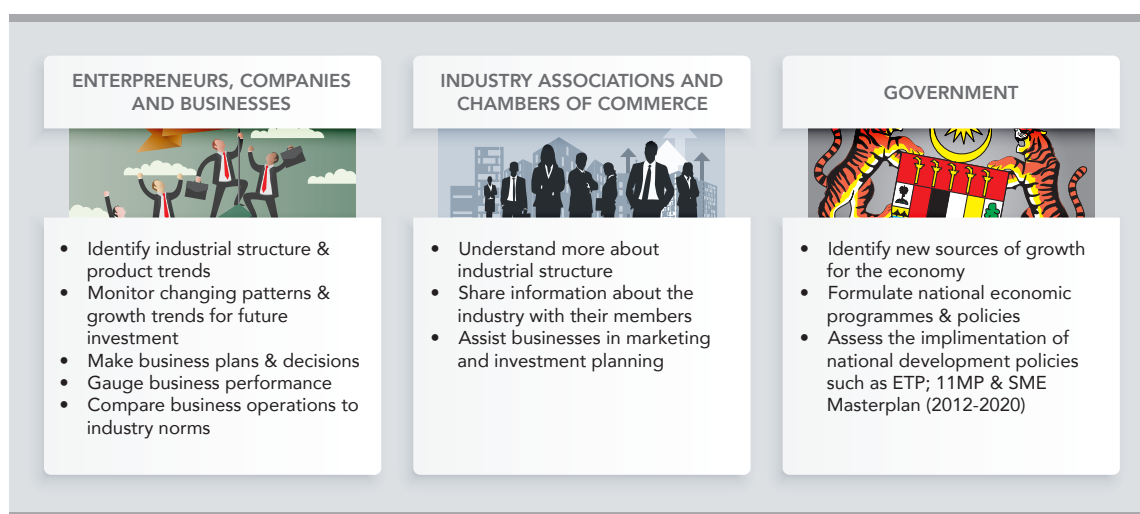 ENTERPRENEURS, COMPANIES
AND BUSINESSES
• Identify industrial structure &
product trends
• Monitor changing patterns &
growth trends for future
investment
• Make business plans & decisions
• Gauge business performance
• Compare business operations to
industry norms
INDUSTRY ASSOCIATIONS AND
CHAMBERS OF COMMERCE
• Understand more about
industrial structure
• Share information about the
industry with their members
• Assist businesses in marketing
and investment planning
GOVERNMENT
• Identify new sources of growth
for the economy
• Formulate national economic
programmes & policies
• Assess the implimentation of
national development policies
such as ETP; 11MP & SME
Masterplan (2012-2020)